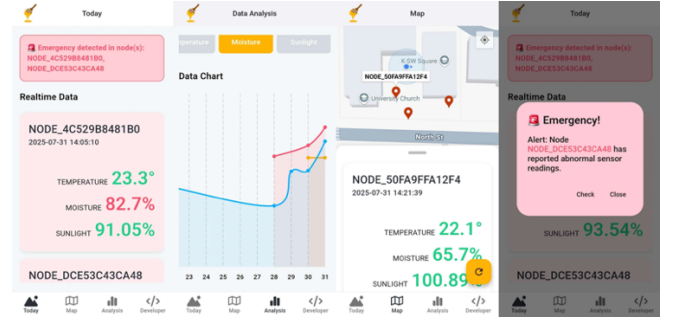 Today
Emergency detected in node(s):
NODE_4C529B8481B0,
NODE_DCE53C43CA48
Realtime Data
NODE_4C529B8481B0
2025-07-31 14:05:10
TEMPERATURE 23.3°
MOISTURE 82.7%
SUNLIGHT 91.05%
NODE_DCE53C43CA48
Today
Map
Analysis
Developer
Data Analysis
perature
Moisture
Sunlight
Data Chart
23 24 25 26 27 28 29 30 31
Today
Map
Analysis
Developer
Map
K-SW Square
NODE_50FA9FFA12F4
University Church
North St
NODE_50FA9FFA12F4
2025-07-31 14:21:39
TEMPERATURE 22.1°
MOISTURE 65.7%
SUNLIGHT 100.89
Today
Map
Analysis
Developer
Today
Emergency detected in node(s):
NODE_4C529B8481B0,
NODE_DCE53C43CA48
Realtime Data
Emergency!
Alert: Node
NODE_DCE53C43CA48 has
reported abnormal sensor
readings.
Check
Close
SUNLIGHT 93.54%
NODE_DCE53C43CA48
Today
Map
Analysis
Developer